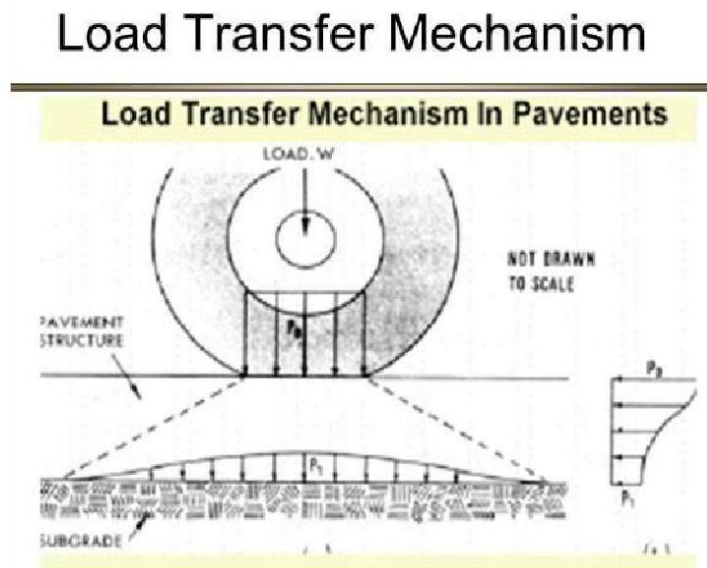 Load Transfer Mechanism
Load Transfer Mechanism In Pavements
LOAD, W
NOT DRAWN
TO SCALE
PAVEMENT
STRUCTURE
P₀
P₀
P₁
P₁
SUBGRADE